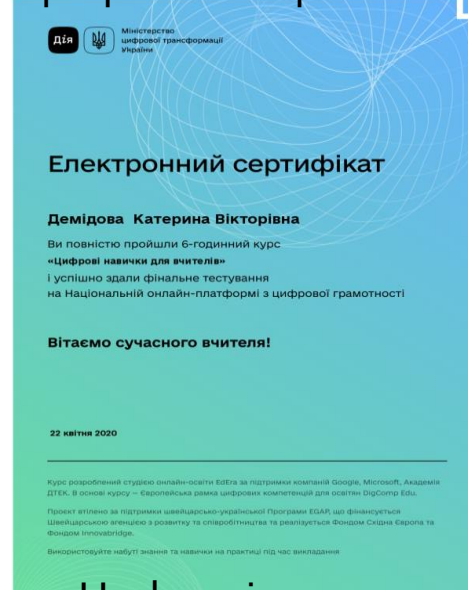 Дія
Міністерство
цифрової трансформації
України
Електронний сертифікат
Демідова Катерина Вікторівна
Ви повністю пройшли 6-годинний курс
«Цифрові навички для вчителів»
і успішно здали фінальне тестування
на Національній онлайн-платформі з цифрової грамотності
Вітаємо сучасного вчителя!
22 квітня 2020
Курс розроблений студією онлайн-освіти EdEra за підтримки компаній Google, Microsoft, Академія
ДТЕК. В основі курсу – Європейська рамка цифрових компетенцій для освітян DigComp Edu.
Проєкт втілено за підтримки швейцарсько-української Програми EGAP, що фінансується
Швейцарською агенцією з розвитку та співробітництва та реалізується Фондом Східна Європа та
Фондом Innovabridge.
Використовуйте набуті знання та навички на практиці під час викладання